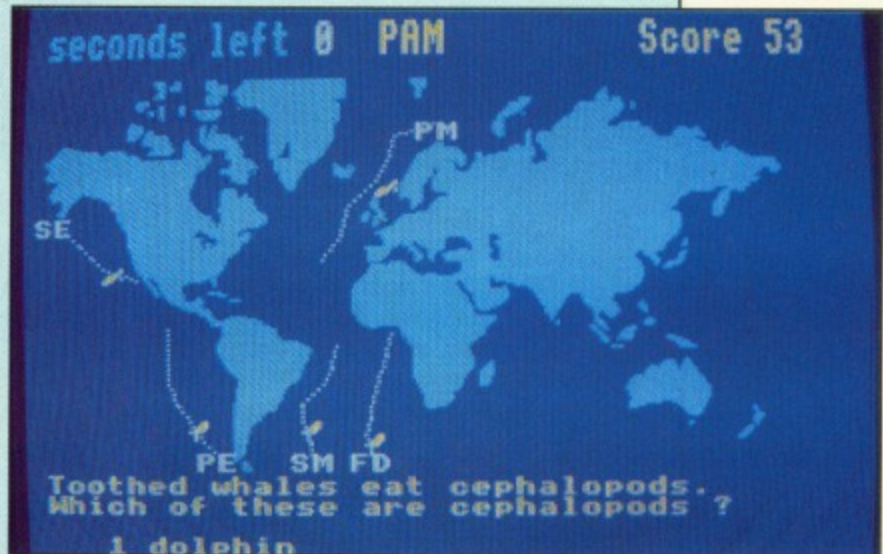 seconds left 0 PAM Score 53
PM
SE
PE SM FD
Toothed whales eat cephalopods.
Which of these are cephalopods ?
1 dolphin